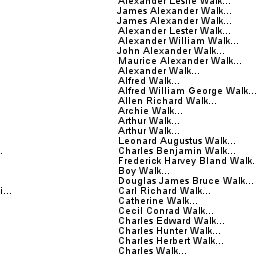 Alexander Leslie Walk...
James Alexander Walk...
James Alexander Walk...
Alexander Lester Walk...
Alexander William Walk...
John Alexander Walk...
Maurice Alexander Walk...
Alexander Walk...
Alfred Walk...
Alfred William George Walk...
Allen Richard Walk...
Archie Walk...
Arthur Walk...
Arthur Walk...
Leonard Augustus Walk...
. Charles Benjamin Walk...
Frederick Harvey Bland Walk.
Boy Walk...
Douglas James Bruce Walk...
i... Carl Richard Walk...
Catherine Walk...
Cecil Conrad Walk...
Charles Edward Walk...
Charles Hunter Walk...
Charles Herbert Walk...
Charles Walk...